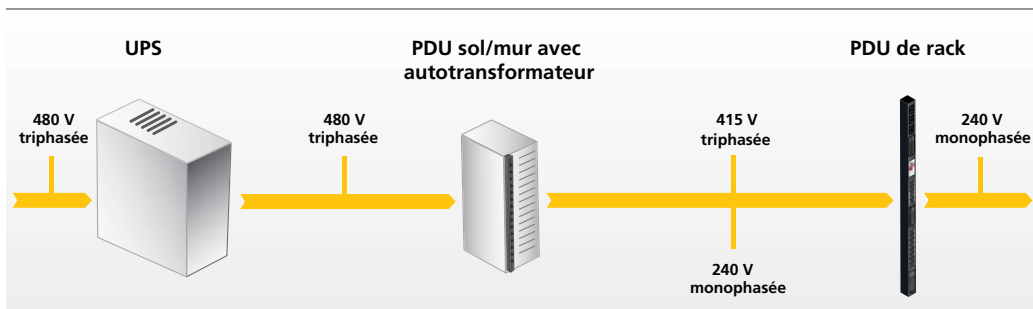 UPS
PDU sol/mur avec
autotransformateur
PDU de rack
480 V
triphasée
480 V
triphasée
415 V
triphasée
240 V
monophasée
240 V
monophasée